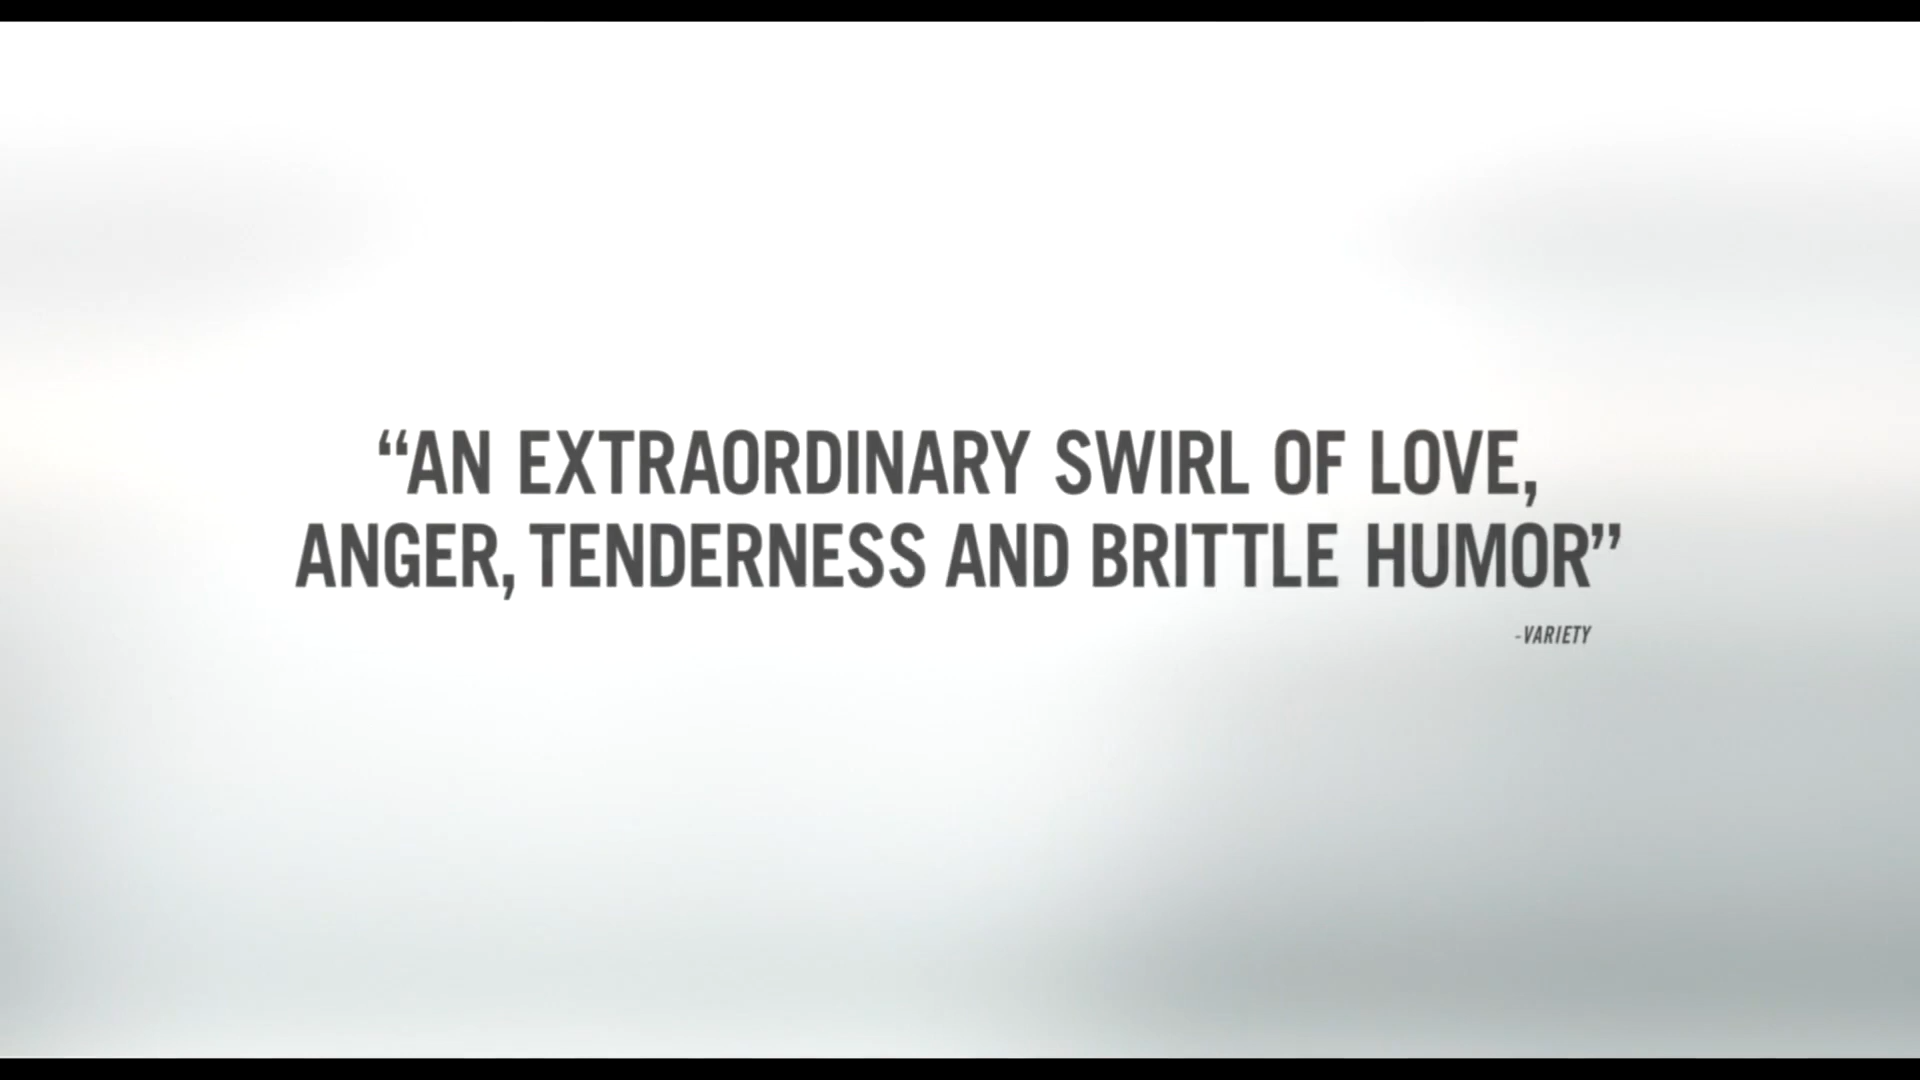 “AN EXTRAORDINARY SWIRL OF LOVE,
ANGER, TENDERNESS AND BRITTLE HUMOR”
-VARIETY